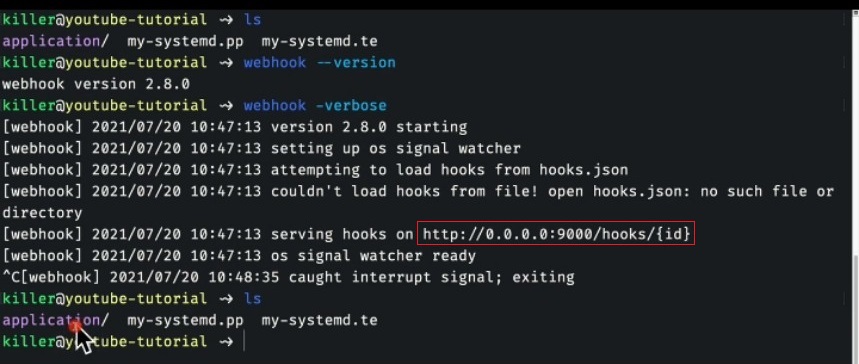 killer@youtube-tutorial ~> ls
application/ my-systemd.pp my-systemd.te
killer@youtube-tutorial ~> webhook --version
webhook version 2.8.0
killer@youtube-tutorial ~> webhook -verbose
[webhook] 2021/07/20 10:47:13 version 2.8.0 starting
[webhook] 2021/07/20 10:47:13 setting up os signal watcher
[webhook] 2021/07/20 10:47:13 attempting to load hooks from hooks.json
[webhook] 2021/07/20 10:47:13 couldn't load hooks from file! open hooks.json: no such file or
directory
[webhook] 2021/07/20 10:47:13 serving hooks on http://0.0.0.0:9000/hooks/{id}
[webhook] 2021/07/20 10:47:13 os signal watcher ready
^C[webhook] 2021/07/20 10:48:35 caught interrupt signal; exiting
killer@youtube-tutorial ~> ls
application/ my-systemd.pp my-systemd.te
killer@youtube-tutorial ~>